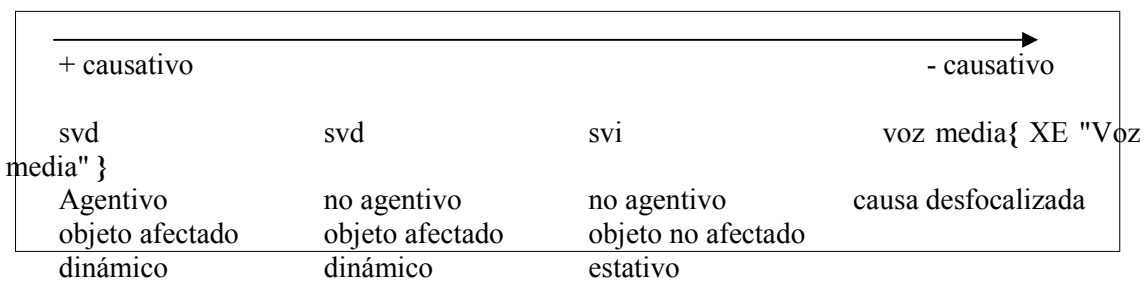 + causativo - causativo
svd svd svi voz media{ XE "Voz
media" }
Agentivo no agentivo no agentivo causa desfocalizada
objeto afectado objeto afectado objeto no afectado
dinámico dinámico estativo